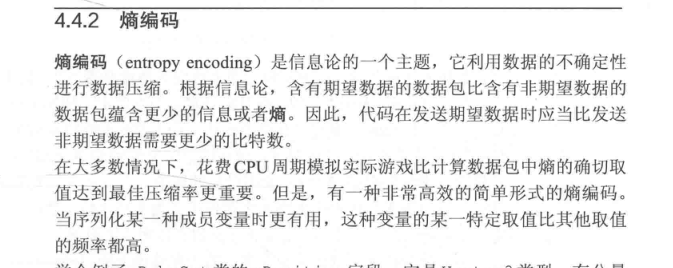 4.4.2 熵编码
熵编码（entropy encoding）是信息论的一个主题，它利用数据的不确定性
进行数据压缩。根据信息论，含有期望数据的数据包比含有非期望数据的
数据包蕴含更少的信息或者熵。因此，代码在发送期望数据时应当比发送
非期望数据需要更少的比特数。
在大多数情况下，花费CPU周期模拟实际游戏比计算数据包中熵的确切取
值达到最佳压缩率更重要。但是，有一种非常高效的简单形式的熵编码。
当序列化某一种成员变量时更有用，这种变量的某一特定取值比其他取值
的频率都高。